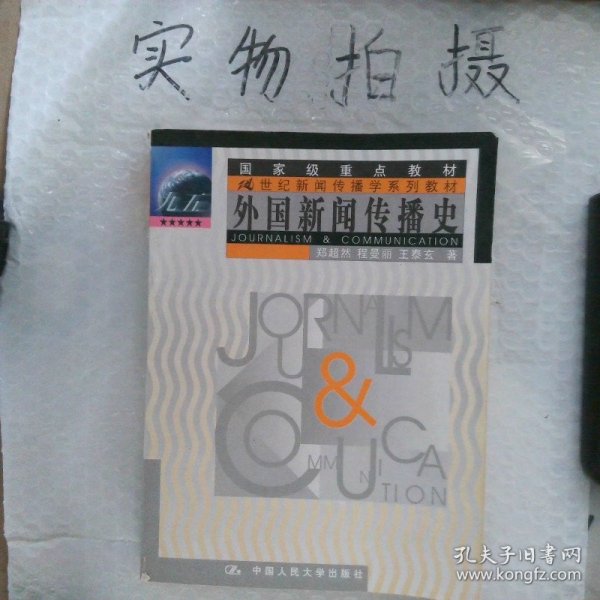 实物拍摄
国家级重点教材
21世纪新闻传播学系列教材
九五
外国新闻传播史
JOURNALISM & COMMUNICATION
郑超然 程曼丽 王泰玄 著
JOURNALISM
&
COMMUNICATION
中国人民大学出版社
孔夫子旧书网
www.kongfz.com